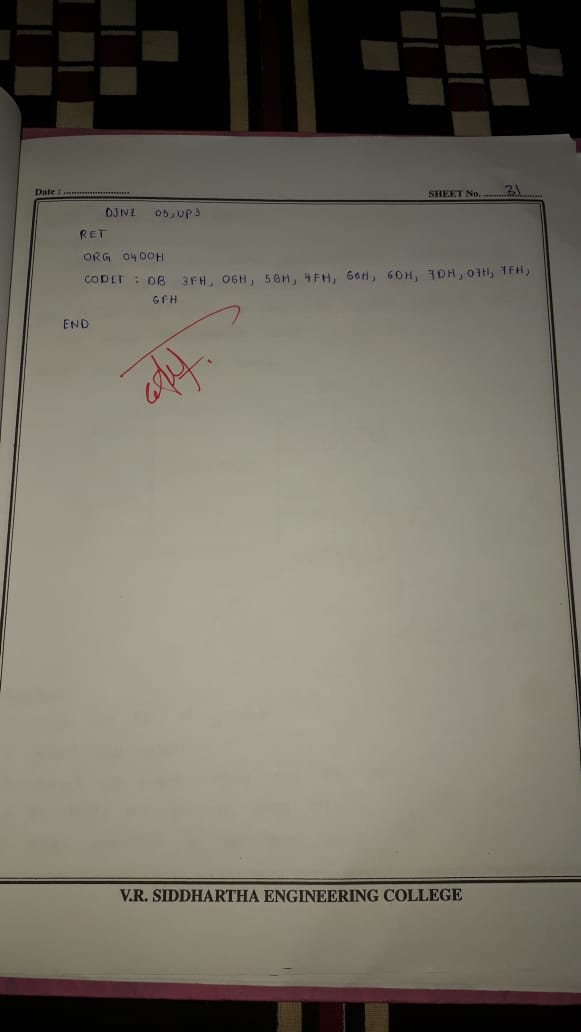 Date : ........................... SHEET No. .......31.........
DJNZ 05,UP3
RET
ORG 0400H
CODET : DB 3FH, 06H, 5BH, 4FH, 66H, 6DH, 7DH, 07H, 7FH,
6FH
END
V.R. SIDDHARTHA ENGINEERING COLLEGE